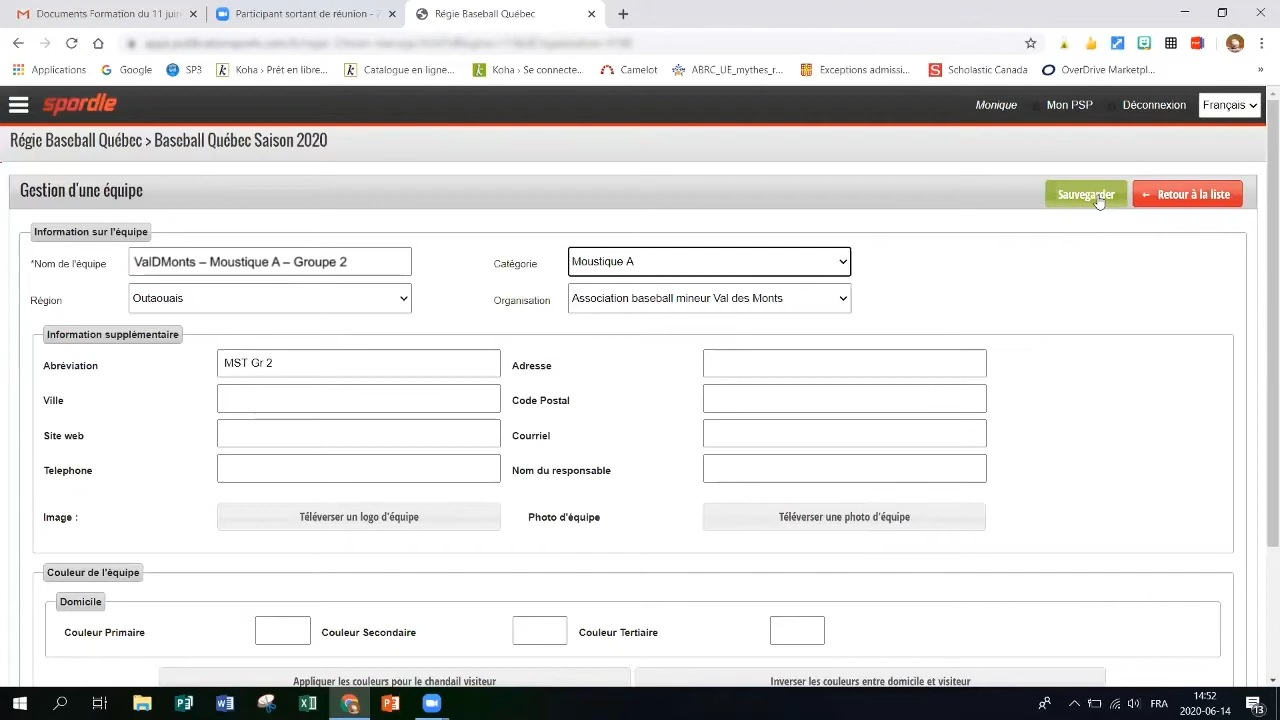 Documents Formation du 11 juin
Participant sortant de réunion - Z
Régie Baseball Québec
Applications
Google
SP3
Koha › Prêt en libre...
Catalogue en ligne...
Koha › Se connecte...
Camelot
ABRC_UE_mythes_r...
Exceptions admissi...
Scholastic Canada
OverDrive Marketpl...
spordle
Monique
Mon PSP
Déconnexion
Français
Régie Baseball Québec > Baseball Québec Saison 2020
Gestion d'une équipe
Sauvegarder
← Retour à la liste
Information sur l'équipe
*Nom de l'équipe
ValDMonts – Moustique A – Groupe 2
Catégorie
Moustique A
Région
Outaouais
Organisation
Association baseball mineur Val des Monts
Information supplémentaire
Abréviation
MST Gr 2
Adresse
Ville
Code Postal
Site web
Courriel
Telephone
Nom du responsable
Image :
Téléverser un logo d'équipe
Photo d'équipe
Téléverser une photo d'équipe
Couleur de l'équipe
Domicile
Couleur Primaire
Couleur Secondaire
Couleur Tertiaire
Appliquer les couleurs pour le chandail visiteur
Inverser les couleurs entre domicile et visiteur
FRA
14:52
2020-06-14
13